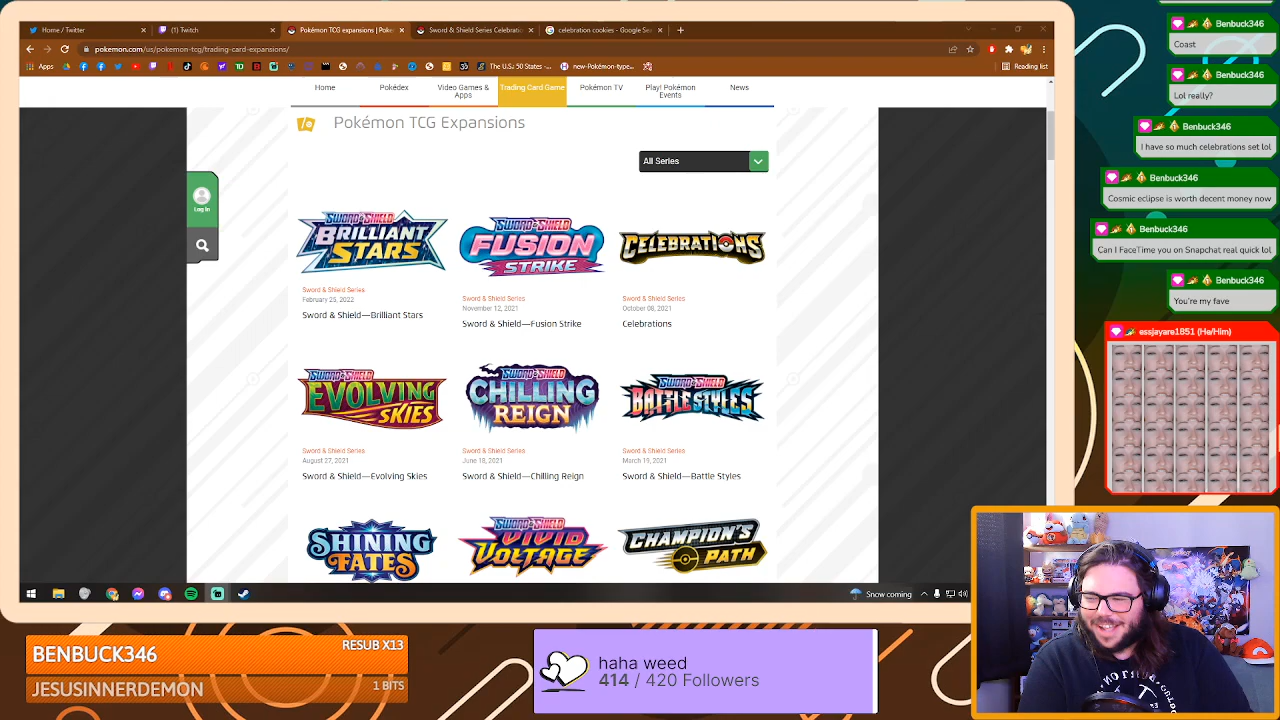 Home / Twitter
(1) Twitch
Pokémon TCG expansions | Pok
Sword & Shield Series Celebrati
celebration cookies - Google Se
pokemon.com/us/pokemon-tcg/trading-card-expansions/
Apps
The U.S.: 50 States -...
new-Pokémon-type...
Reading list
Home
Pokédex
Video Games & Apps
Trading Card Game
Pokémon TV
Play! Pokémon Events
News
Pokémon TCG Expansions
All Series
Log In
SWORD & SHIELD
BRILLIANT
STARS
SWORD & SHIELD
FUSION
STRIKE
CELEBRATIONS
Sword & Shield Series
February 25, 2022
Sword & Shield—Brilliant Stars
Sword & Shield Series
November 12, 2021
Sword & Shield—Fusion Strike
Sword & Shield Series
October 08, 2021
Celebrations
SWORD & SHIELD
EVOLVING
SKIES
SWORD & SHIELD
CHILLING
REIGN
SWORD & SHIELD
BATTLE STYLES
Sword & Shield Series
August 27, 2021
Sword & Shield—Evolving Skies
Sword & Shield Series
June 18, 2021
Sword & Shield—Chilling Reign
Sword & Shield Series
March 19, 2021
Sword & Shield—Battle Styles
SHINING
FATES
SWORD & SHIELD
VIVID
VOLTAGE
CHAMPION'S
PATH
Snow coming
Benbuck346
Coast
Benbuck346
Lol really?
Benbuck346
I have so much celebrations set lol
Benbuck346
Cosmic eclipse is worth decent money now
Benbuck346
Can I FaceTime you on Snapchat real quick lol
Benbuck346
You're my fave
essjayare1851 (He/Him)
BENBUCK346
RESUB X13
JESUSINNERDEMON
1 BITS
haha weed
414 / 420 Followers